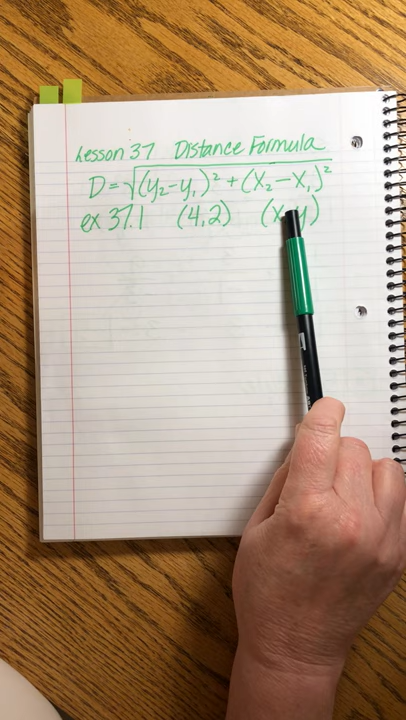 Lesson 37 Distance Formula
D = √(y₂ - y₁)² + (x₂ - x₁)²
ex 37.1 (4,2) (x,y)